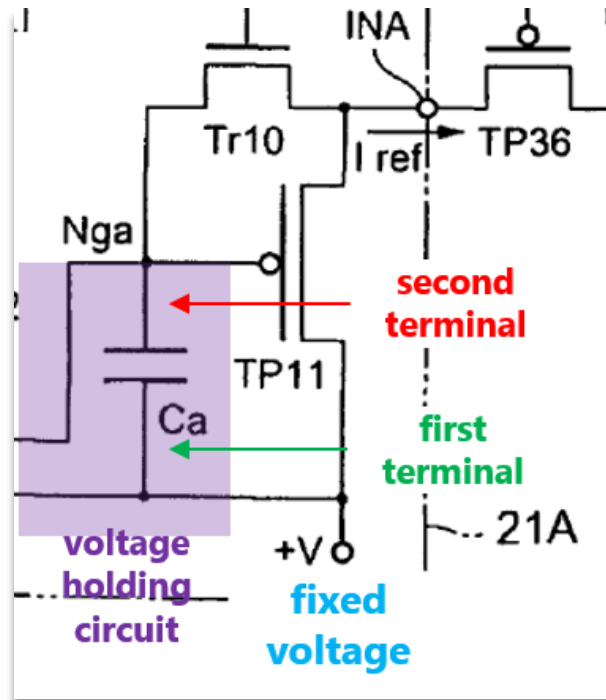 INA
Tr10
I ref
TP36
Nga
second
terminal
TP11
Ca
first
terminal
voltage
holding
circuit
+V
fixed
voltage
21A